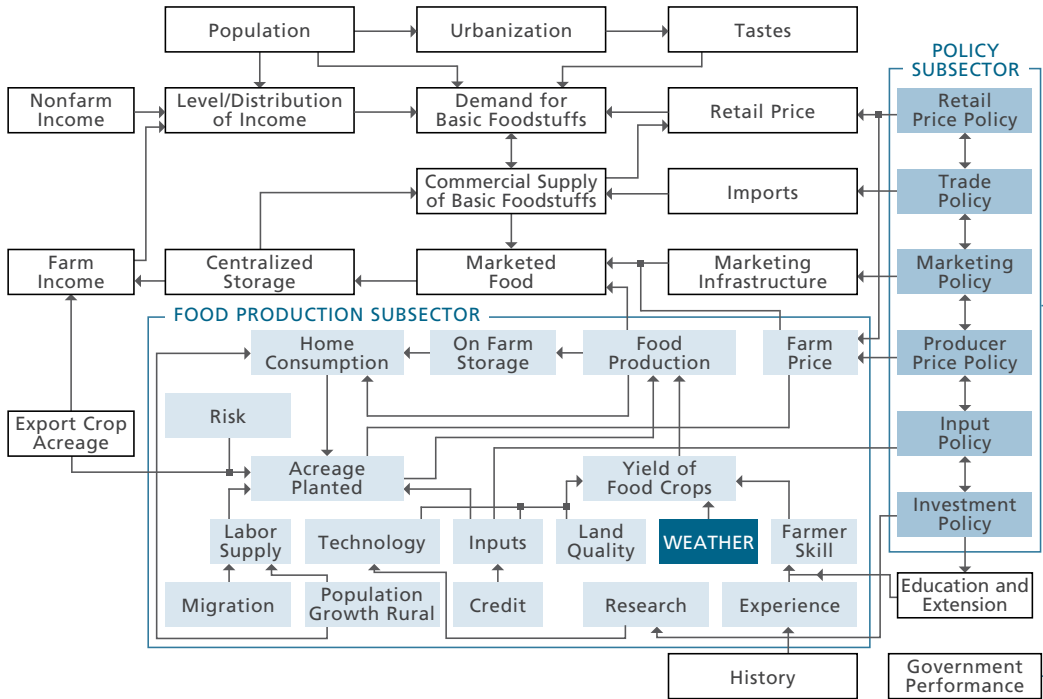 Population
Urbanization
Tastes
POLICY
SUBSECTOR
Nonfarm
Income
Level/Distribution
of Income
Demand for
Basic Foodstuffs
Retail Price
Retail
Price Policy
Commercial Supply
of Basic Foodstuffs
Imports
Trade
Policy
Farm
Income
Centralized
Storage
Marketed
Food
Marketing
Infrastructure
Marketing
Policy
FOOD PRODUCTION SUBSECTOR
Home
Consumption
On Farm
Storage
Food
Production
Farm
Price
Producer
Price Policy
Risk
Export Crop
Acreage
Input
Policy
Acreage
Planted
Yield of
Food Crops
Investment
Policy
Labor
Supply
Technology
Inputs
Land
Quality
WEATHER
Farmer
Skill
Migration
Population
Growth Rural
Credit
Research
Experience
Education and
Extension
History
Government
Performance